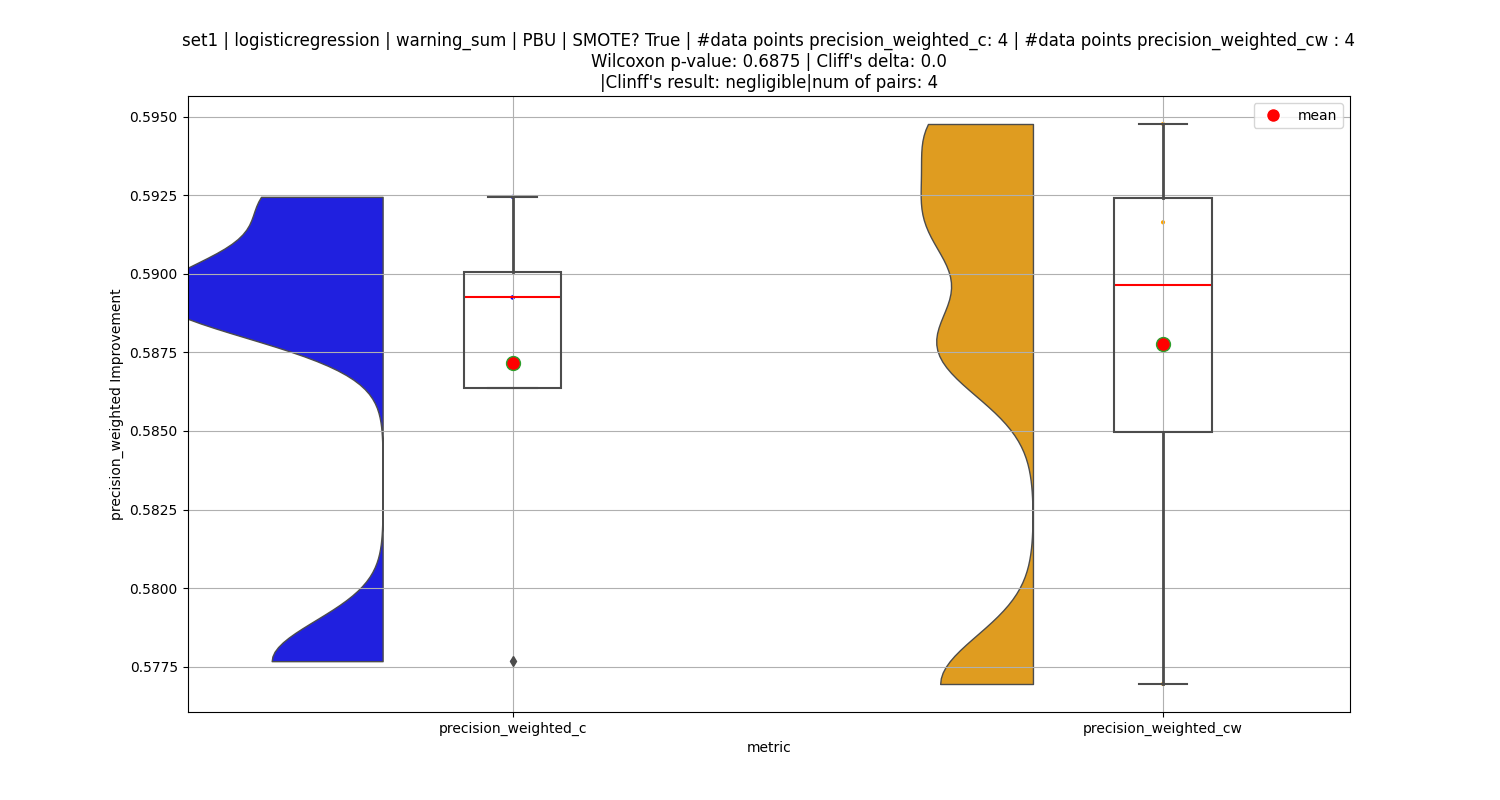 set1 | logisticregression | warning_sum | PBU | SMOTE? True | #data points precision_weighted_c: 4 | #data points precision_weighted_cw : 4
Wilcoxon p-value: 0.6875 | Cliff's delta: 0.0
|Clinff's result: negligible|num of pairs: 4
mean
0.5950
0.5925
0.5900
0.5875
0.5850
0.5825
0.5800
0.5775
precision_weighted Improvement
precision_weighted_c
precision_weighted_cw
metric